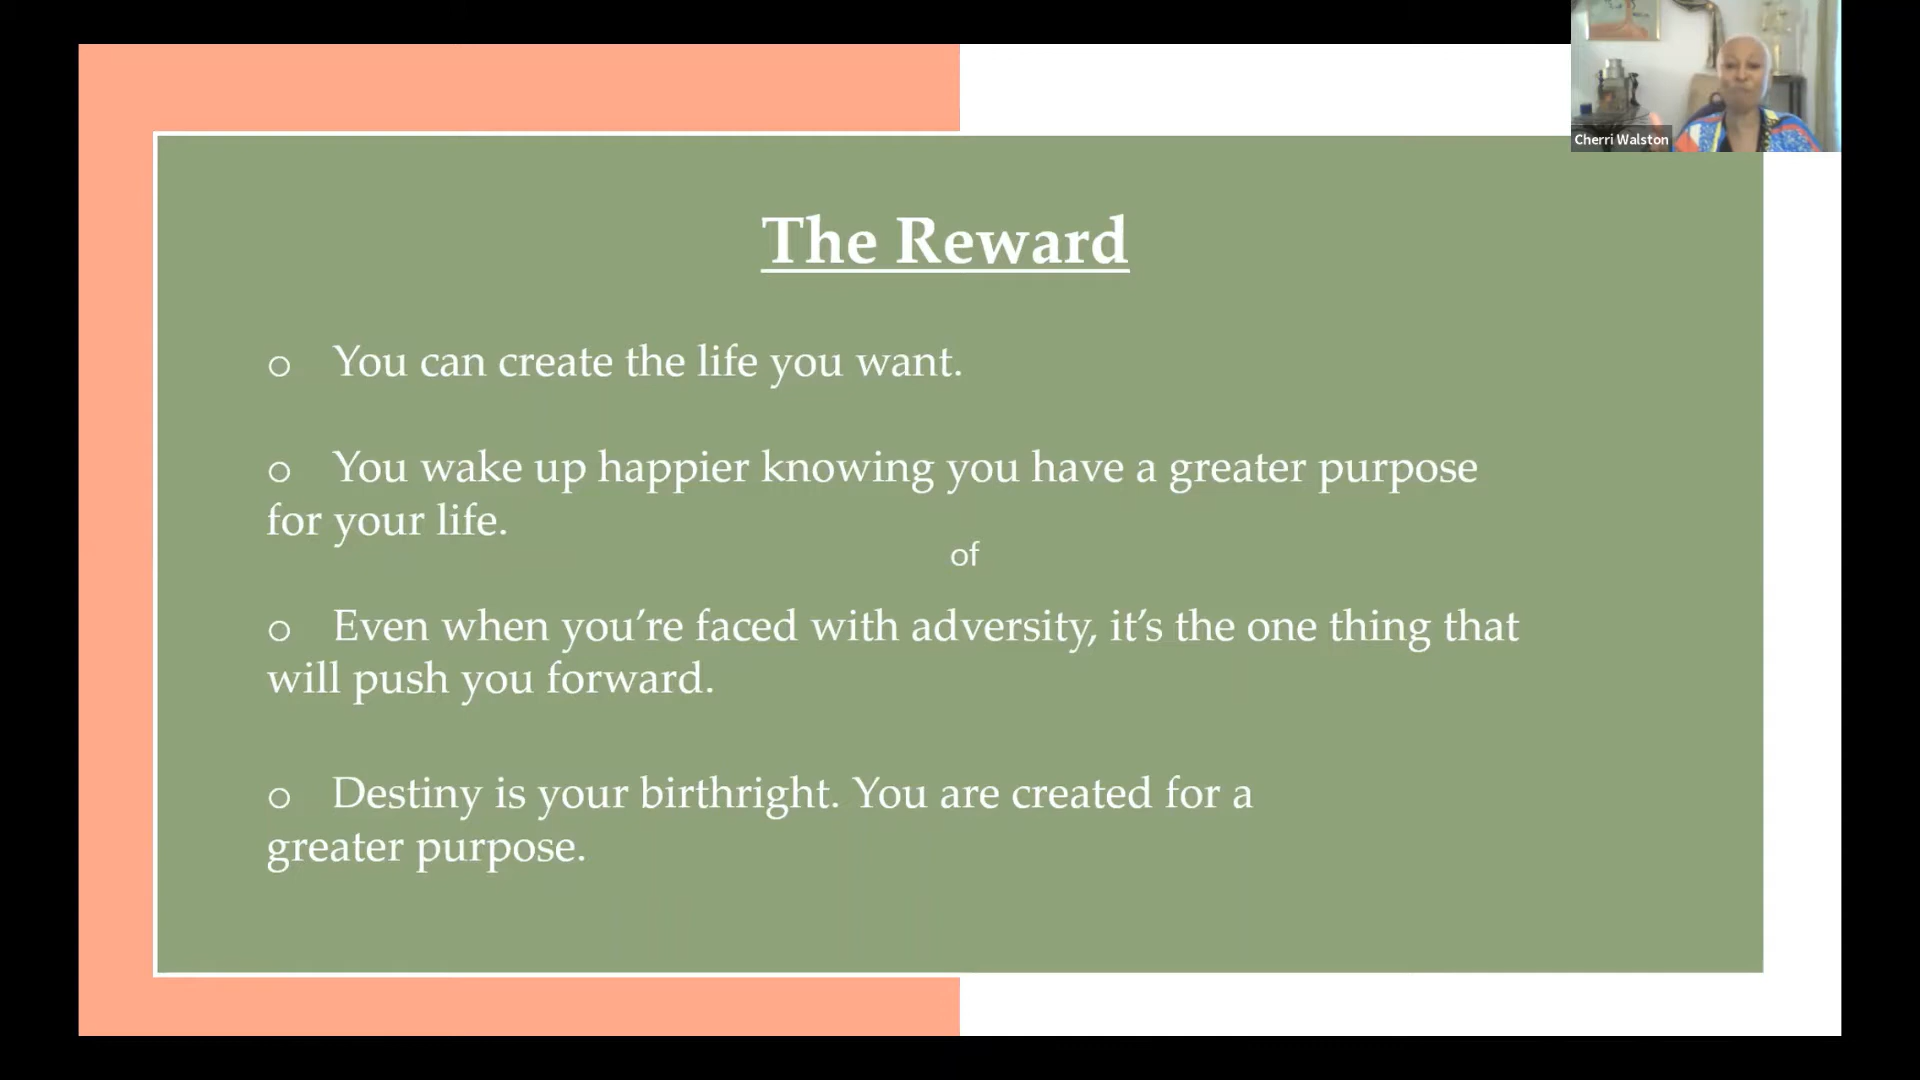 Cherri Walston
The Reward
o You can create the life you want.
o You wake up happier knowing you have a greater purpose
for your life.
of
o Even when you’re faced with adversity, it’s the one thing that
will push you forward.
o Destiny is your birthright. You are created for a
greater purpose.